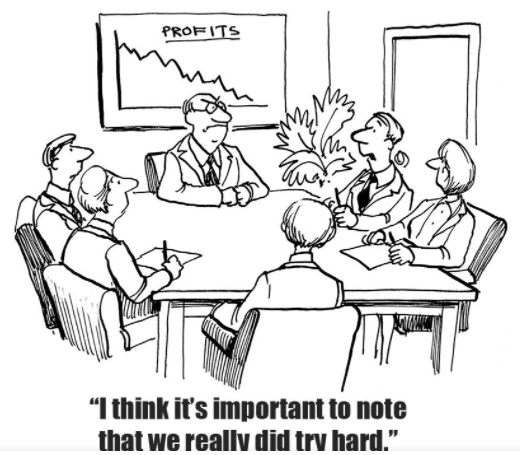 PROFITS
“I think it’s important to note
that we really did try hard.”